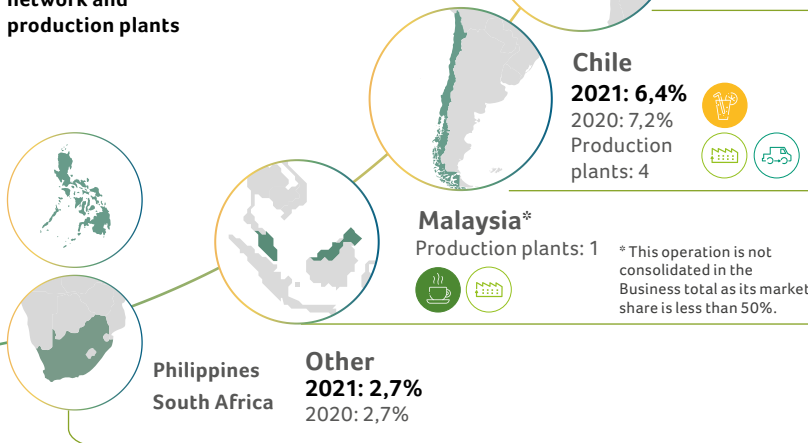 network and
production plants
Chile
2021: 6,4%
2020: 7,2%
Production
plants: 4
Malaysia*
Production plants: 1
* This operation is not
consolidated in the
Business total as its market
share is less than 50%.
Philippines
South Africa
Other
2021: 2,7%
2020: 2,7%